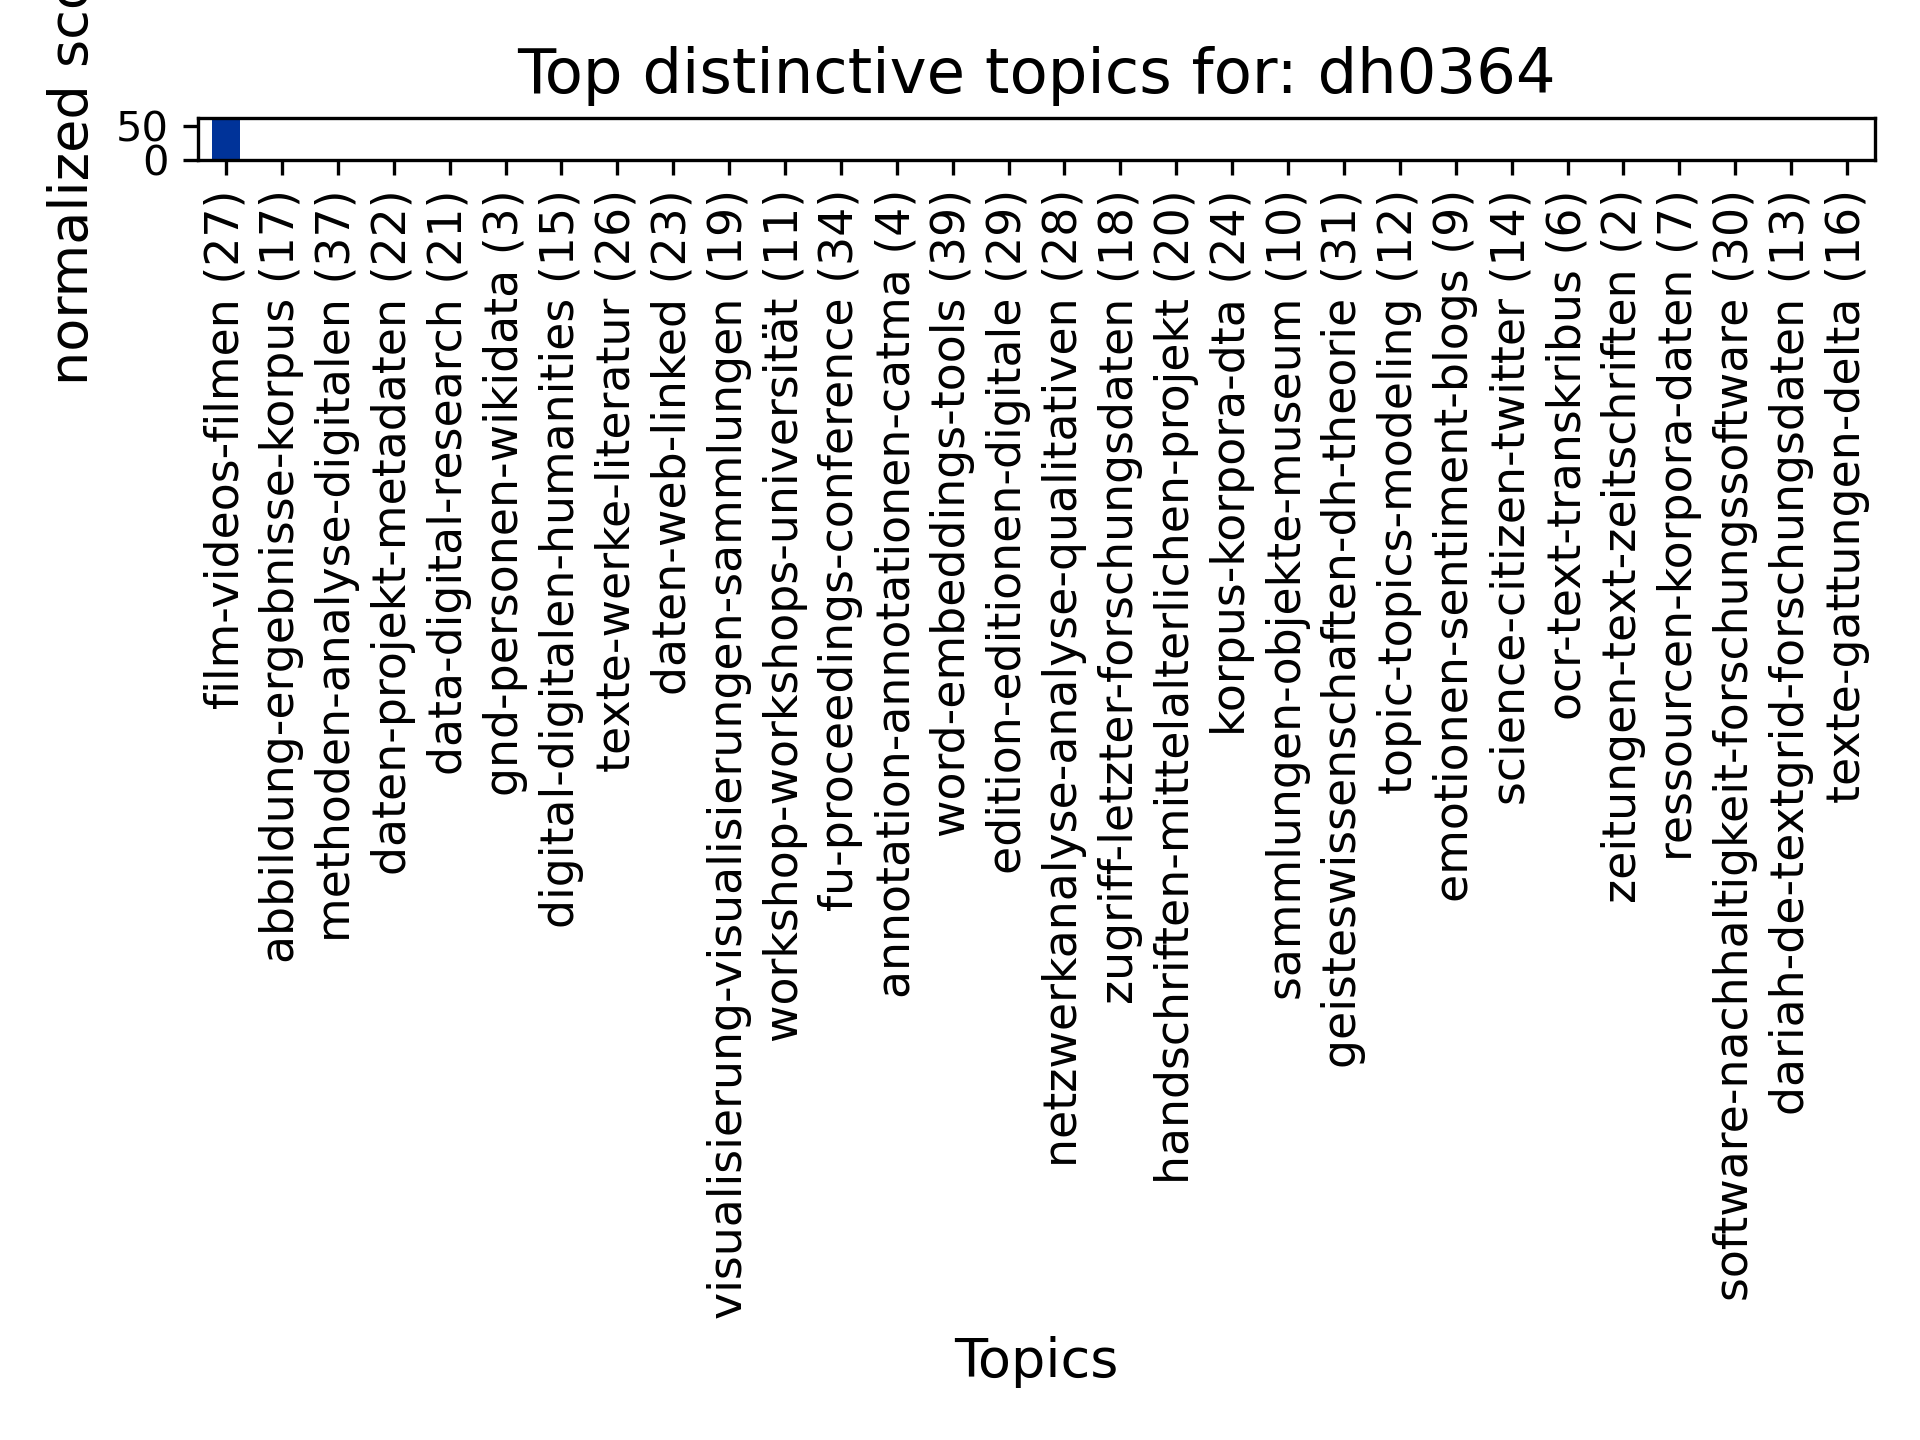 Top distinctive topics for: dh0364
normalized sco
50
0
film-videos-filmen (27)
abbildung-ergebnisse-korpus (17)
methoden-analyse-digitalen (37)
daten-projekt-metadaten (22)
data-digital-research (21)
gnd-personen-wikidata (3)
digital-digitalen-humanities (15)
texte-werke-literatur (26)
daten-web-linked (23)
visualisierung-visualisierungen-sammlungen (19)
workshop-workshops-universität (11)
fu-proceedings-conference (34)
annotation-annotationen-catma (4)
word-embeddings-tools (39)
edition-editionen-digitale (29)
netzwerkanalyse-analyse-qualitativen (28)
zugriff-letzter-forschungsdaten (18)
handschriften-mittelalterlichen-projekt (20)
korpus-korpora-dta (24)
sammlungen-objekte-museum (10)
geisteswissenschaften-dh-theorie (31)
topic-topics-modeling (12)
emotionen-sentiment-blogs (9)
science-citizen-twitter (14)
ocr-text-transkribus (6)
zeitungen-text-zeitschriften (2)
ressourcen-korpora-daten (7)
software-nachhaltigkeit-forschungssoftware (30)
dariah-de-textgrid-forschungsdaten (13)
texte-gattungen-delta (16)
Topics